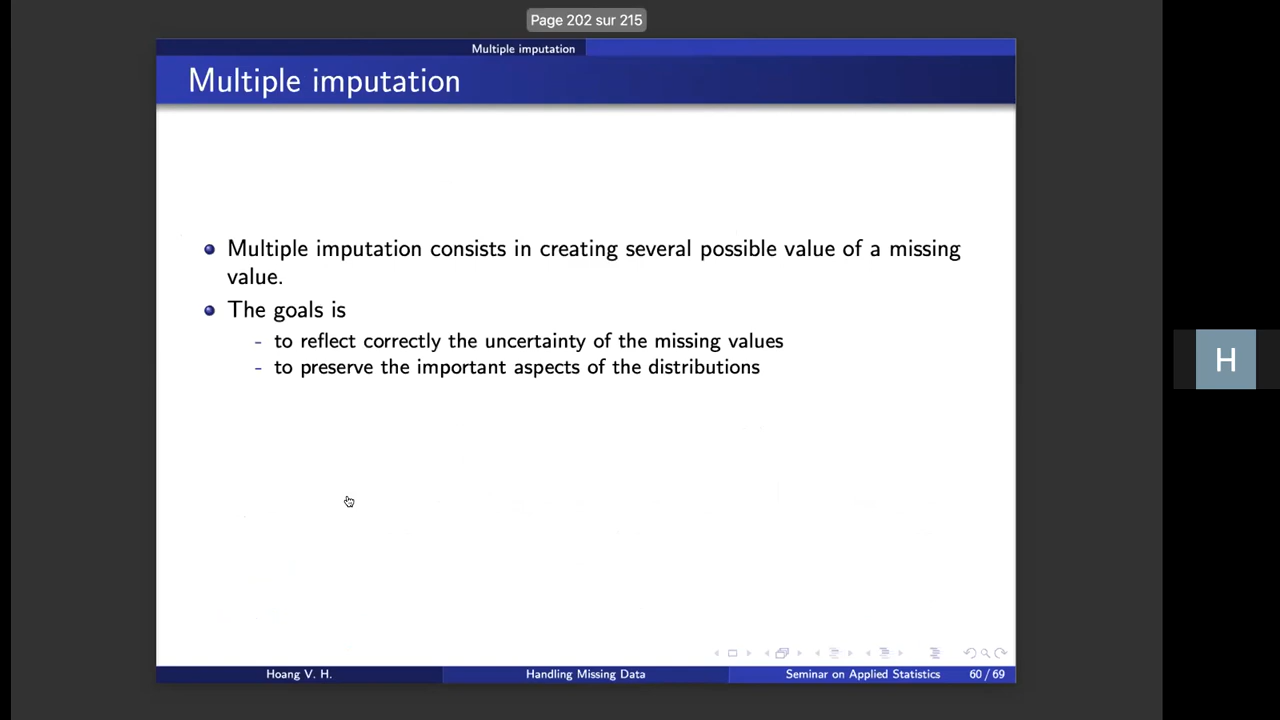 Page 202 sur 215
Multiple imputation
Multiple imputation
Multiple imputation consists in creating several possible value of a missing
value.
The goals is
- to reflect correctly the uncertainty of the missing values
- to preserve the important aspects of the distributions
H
Hoang V. H.
Handling Missing Data
Seminar on Applied Statistics
60 / 69